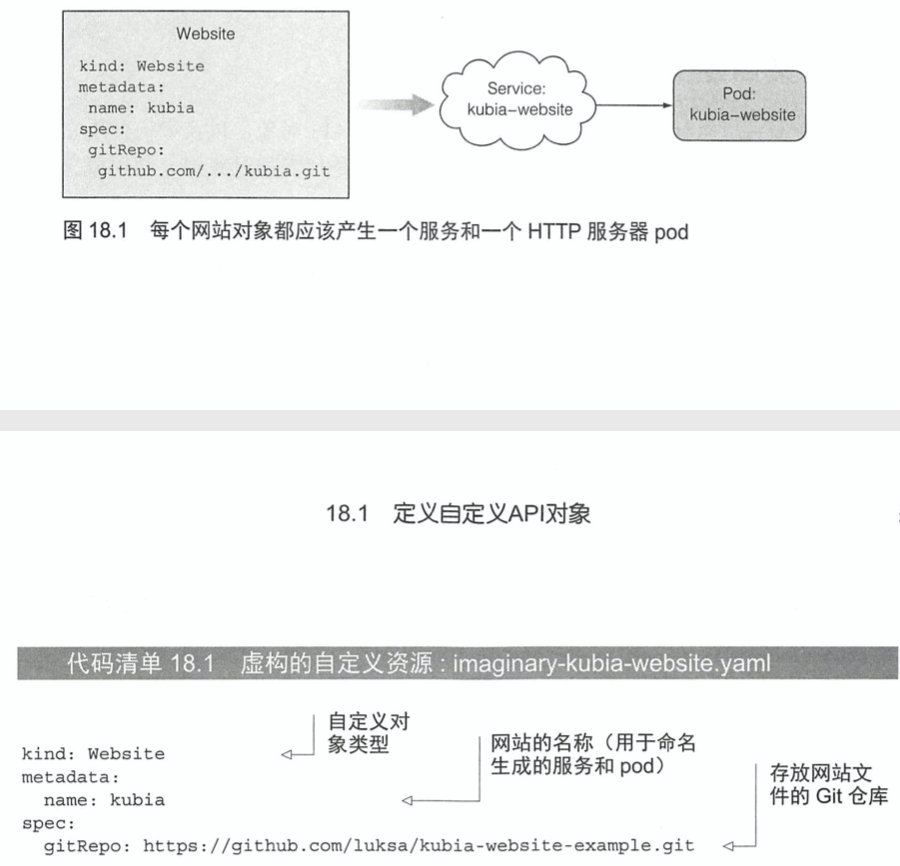 Website
kind: Website
metadata:
name: kubia
spec:
gitRepo:
github.com/.../kubia.git
Service:
kubia-website
Pod:
kubia-website
图 18.1 每个网站对象都应该产生一个服务和一个 HTTP 服务器 pod
18.1 定义自定义API对象
代码清单 18.1 虚构的自定义资源 : imaginary-kubia-website.yaml
自定义对
象类型
网站的名称（用于命名
生成的服务和 pod）
存放网站文
件的 Git 仓库
kind: Website
metadata:
name: kubia
spec:
gitRepo: https://github.com/luksa/kubia-website-example.git